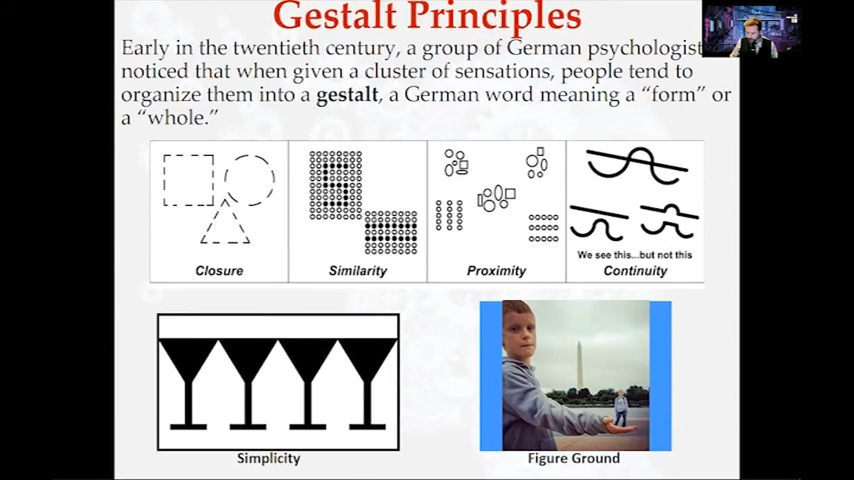 Gestalt Principles
Early in the twentieth century, a group of German psychologist
noticed that when given a cluster of sensations, people tend to
organize them into a gestalt, a German word meaning a "form" or
a "whole."
We see this...but not this
Closure
Similarity
Proximity
Continuity
Simplicity
Figure Ground